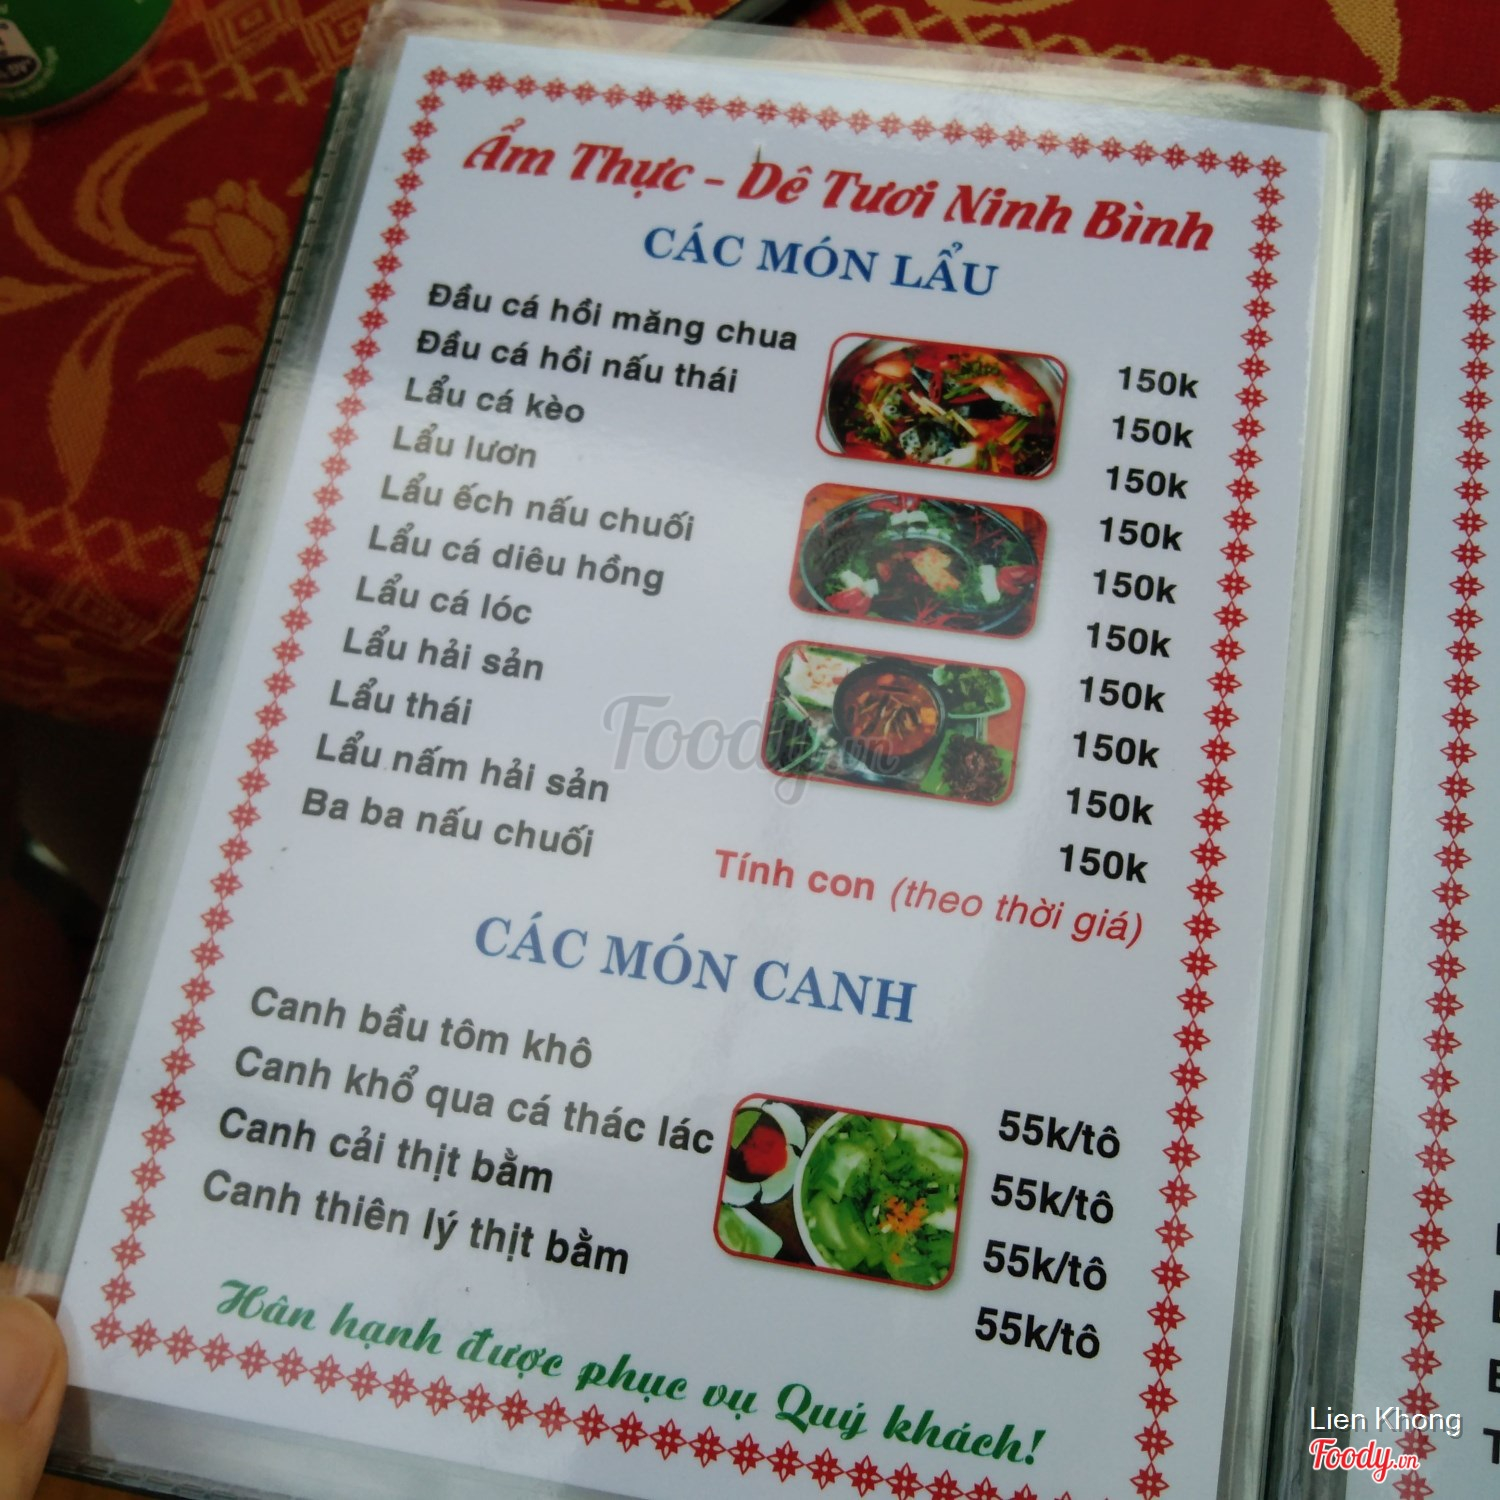 Ẩm Thực - Dê Tươi Ninh Bình
CÁC MÓN LẨU
Đầu cá hồi măng chua 150k
Đầu cá hồi nấu thái 150k
Lẩu cá kèo 150k
Lẩu lươn 150k
Lẩu ếch nấu chuối 150k
Lẩu cá diêu hồng 150k
Lẩu cá lóc 150k
Lẩu hải sản 150k
Lẩu thái 150k
Lẩu nấm hải sản 150k
Ba ba nấu chuối Tính con (theo thời giá)
CÁC MÓN CANH
Canh bầu tôm khô 55k/tô
Canh khổ qua cá thác lác 55k/tô
Canh cải thịt bằm 55k/tô
Canh thiên lý thịt bằm 55k/tô
Hân hạnh được phục vụ Quý khách!
Foody.vn
Lien Khong
Foody.vn